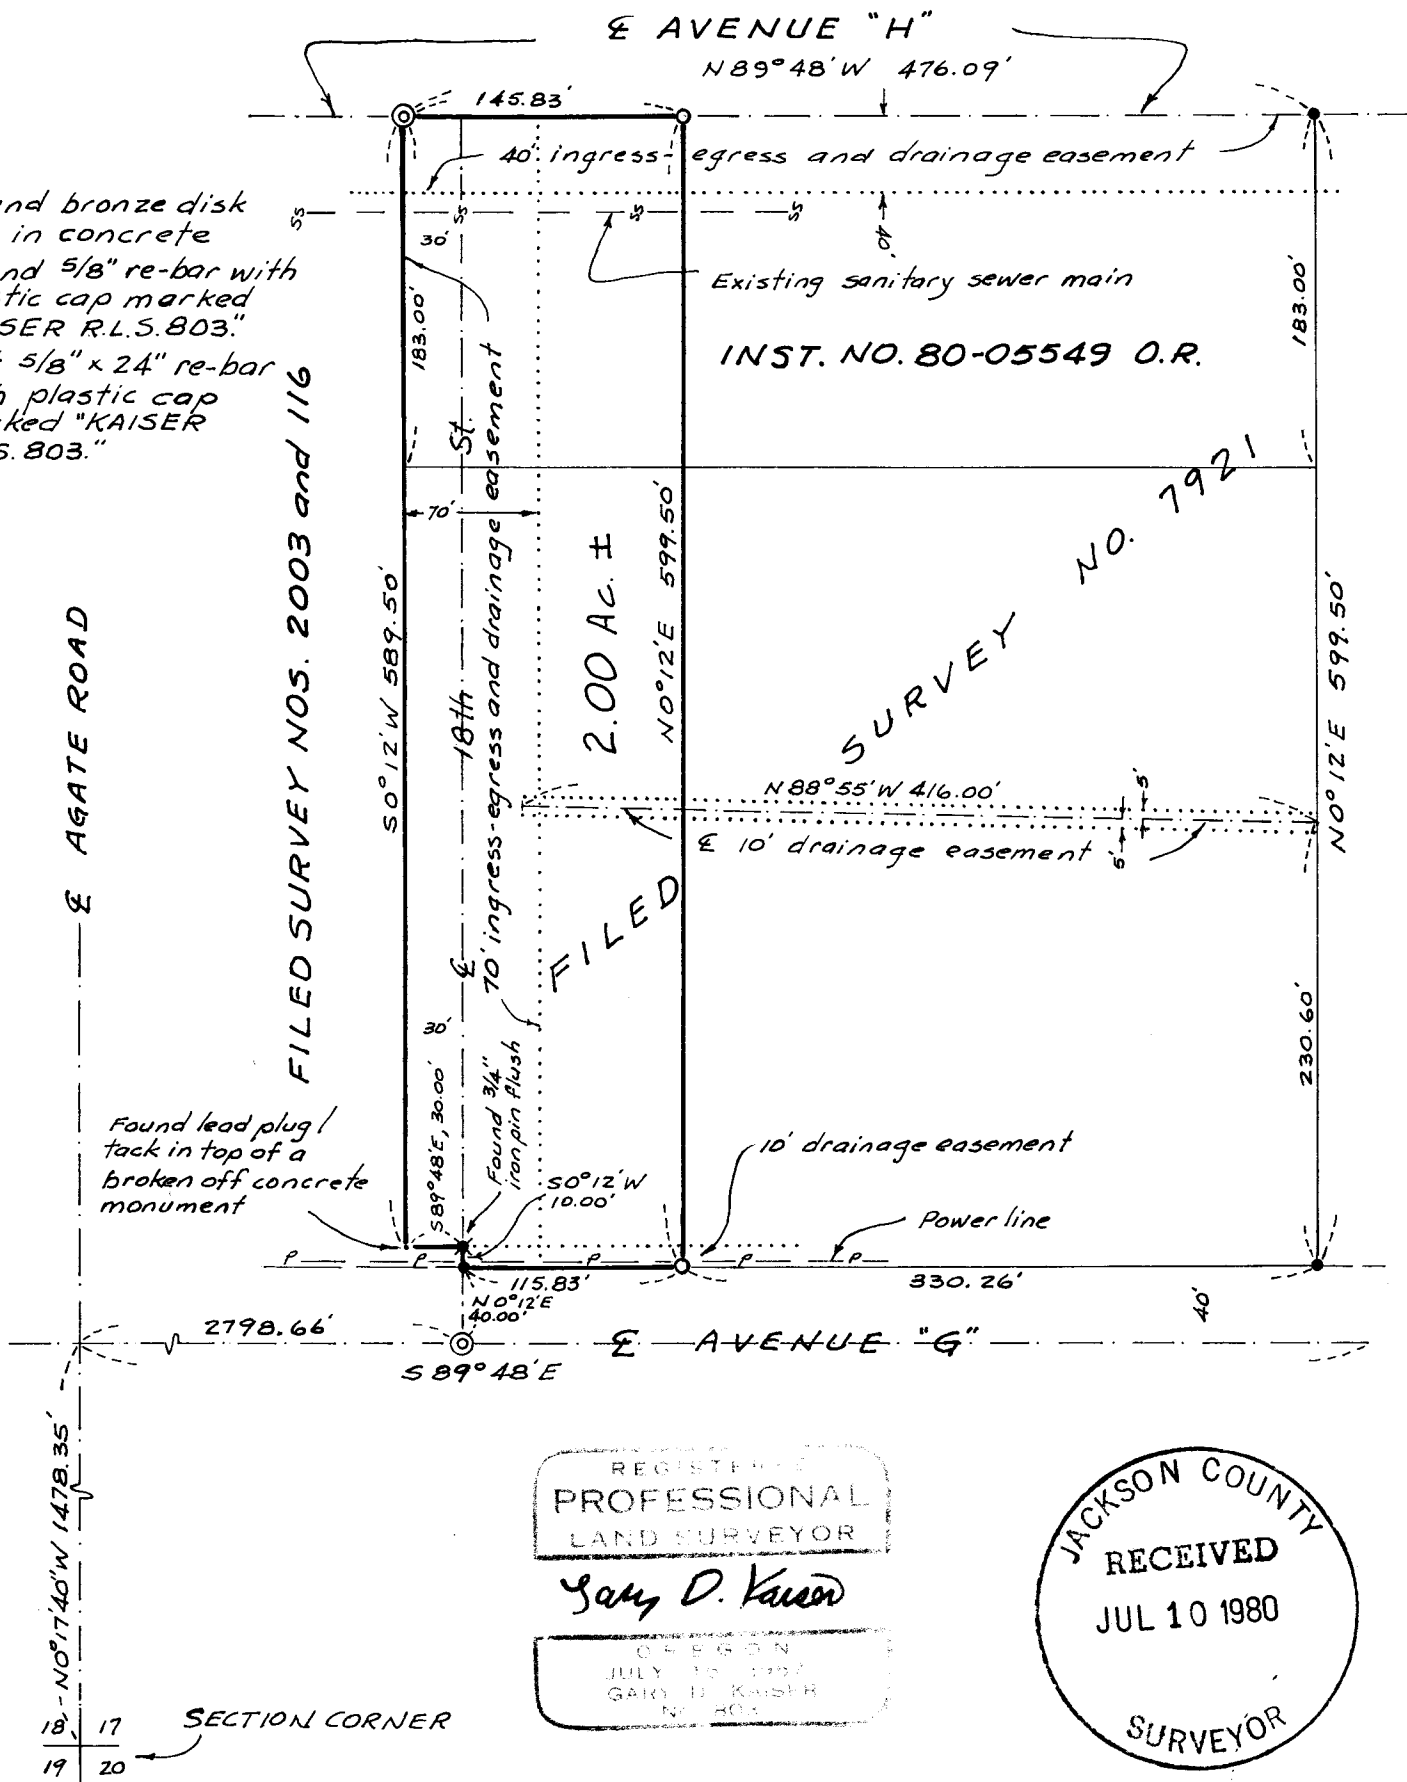 ℄ AVENUE "H"
N89°48'W 476.09'
145.83'
40' ingress-egress and drainage easement
bronze disk
in concrete
5/8" re-bar with
cap marked
R.L.S. 803."
5/8" x 24" re-bar
plastic cap
"KAISER
803."
SS
SS
SS
SS
30'
40'
Existing sanitary sewer main
183.00'
183.00'
INST. NO. 80-05549 O.R.
FILED SURVEY NOS. 2003 and 116
18th St.
℄
70' ingress-egress and drainage easement
70'
S0°12'W 589.50'
2.00 Ac. ±
N0°12'E 599.50'
FILED SURVEY NO. 7921
N0°12'E 599.50'
℄ AGATE ROAD
N88°55'W 416.00'
5'
5'
℄ 10' drainage easement
230.60'
30'
S89°48'E, 30.00'
Found 3/4"
iron pin flush
Found lead plug/
tack in top of a
broken off concrete
monument
S0°12'W
10.00'
10' drainage easement
Power line
P
P
P
P
P
115.83'
330.26'
N0°12'E
40.00'
40'
2798.66'
℄ AVENUE "G"
S89°48'E
N0°17'40"W 1478.35'
18 17
19 20
SECTION CORNER
REGISTERED
PROFESSIONAL
LAND SURVEYOR
Gary D. Kaiser
OREGON
JULY
GARY D. KAISER
No. 803
JACKSON COUNTY
RECEIVED
JUL 10 1980
SURVEYOR